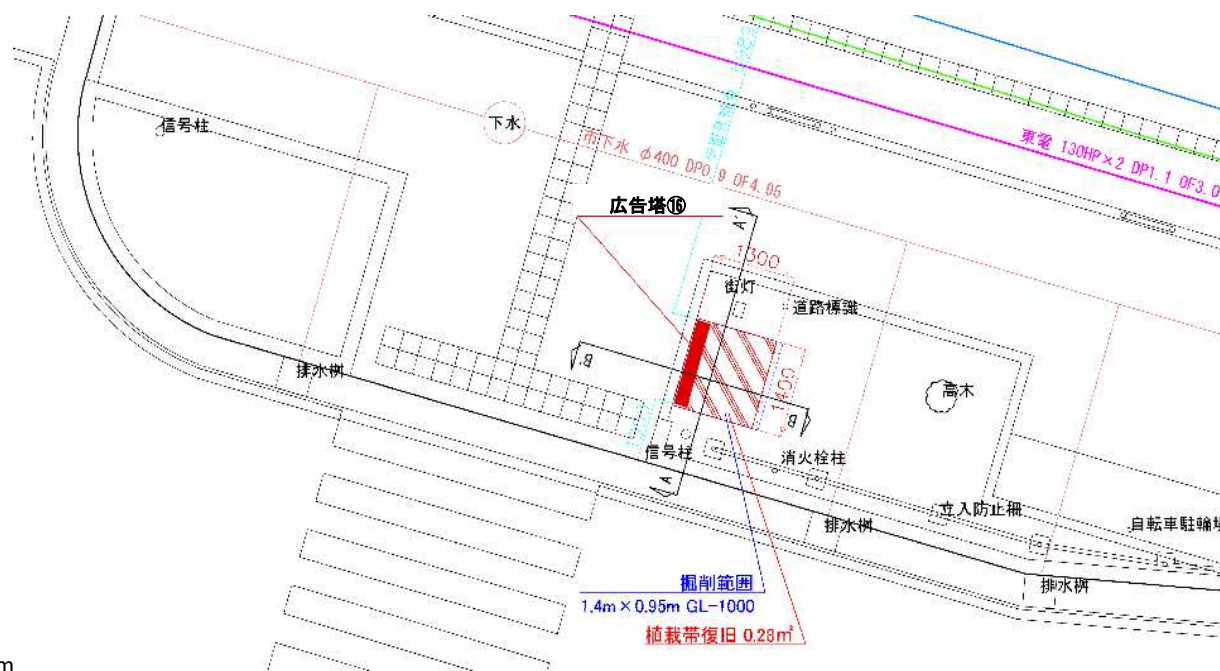 信号柱
下水
市下水 φ400 DP0.9 OF4.95
東電 130HP×2 DP1.1 OF3.0
広告塔⑯
A'
1300
街灯
道路標識
B
1400
高木
排水桝
B'
信号柱
消火栓柱
A
立入防止柵
排水桝
自転車駐輪場
掘削範囲
1.4m×0.95m GL-1000
排水桝
植栽帯復旧 0.28㎡
m